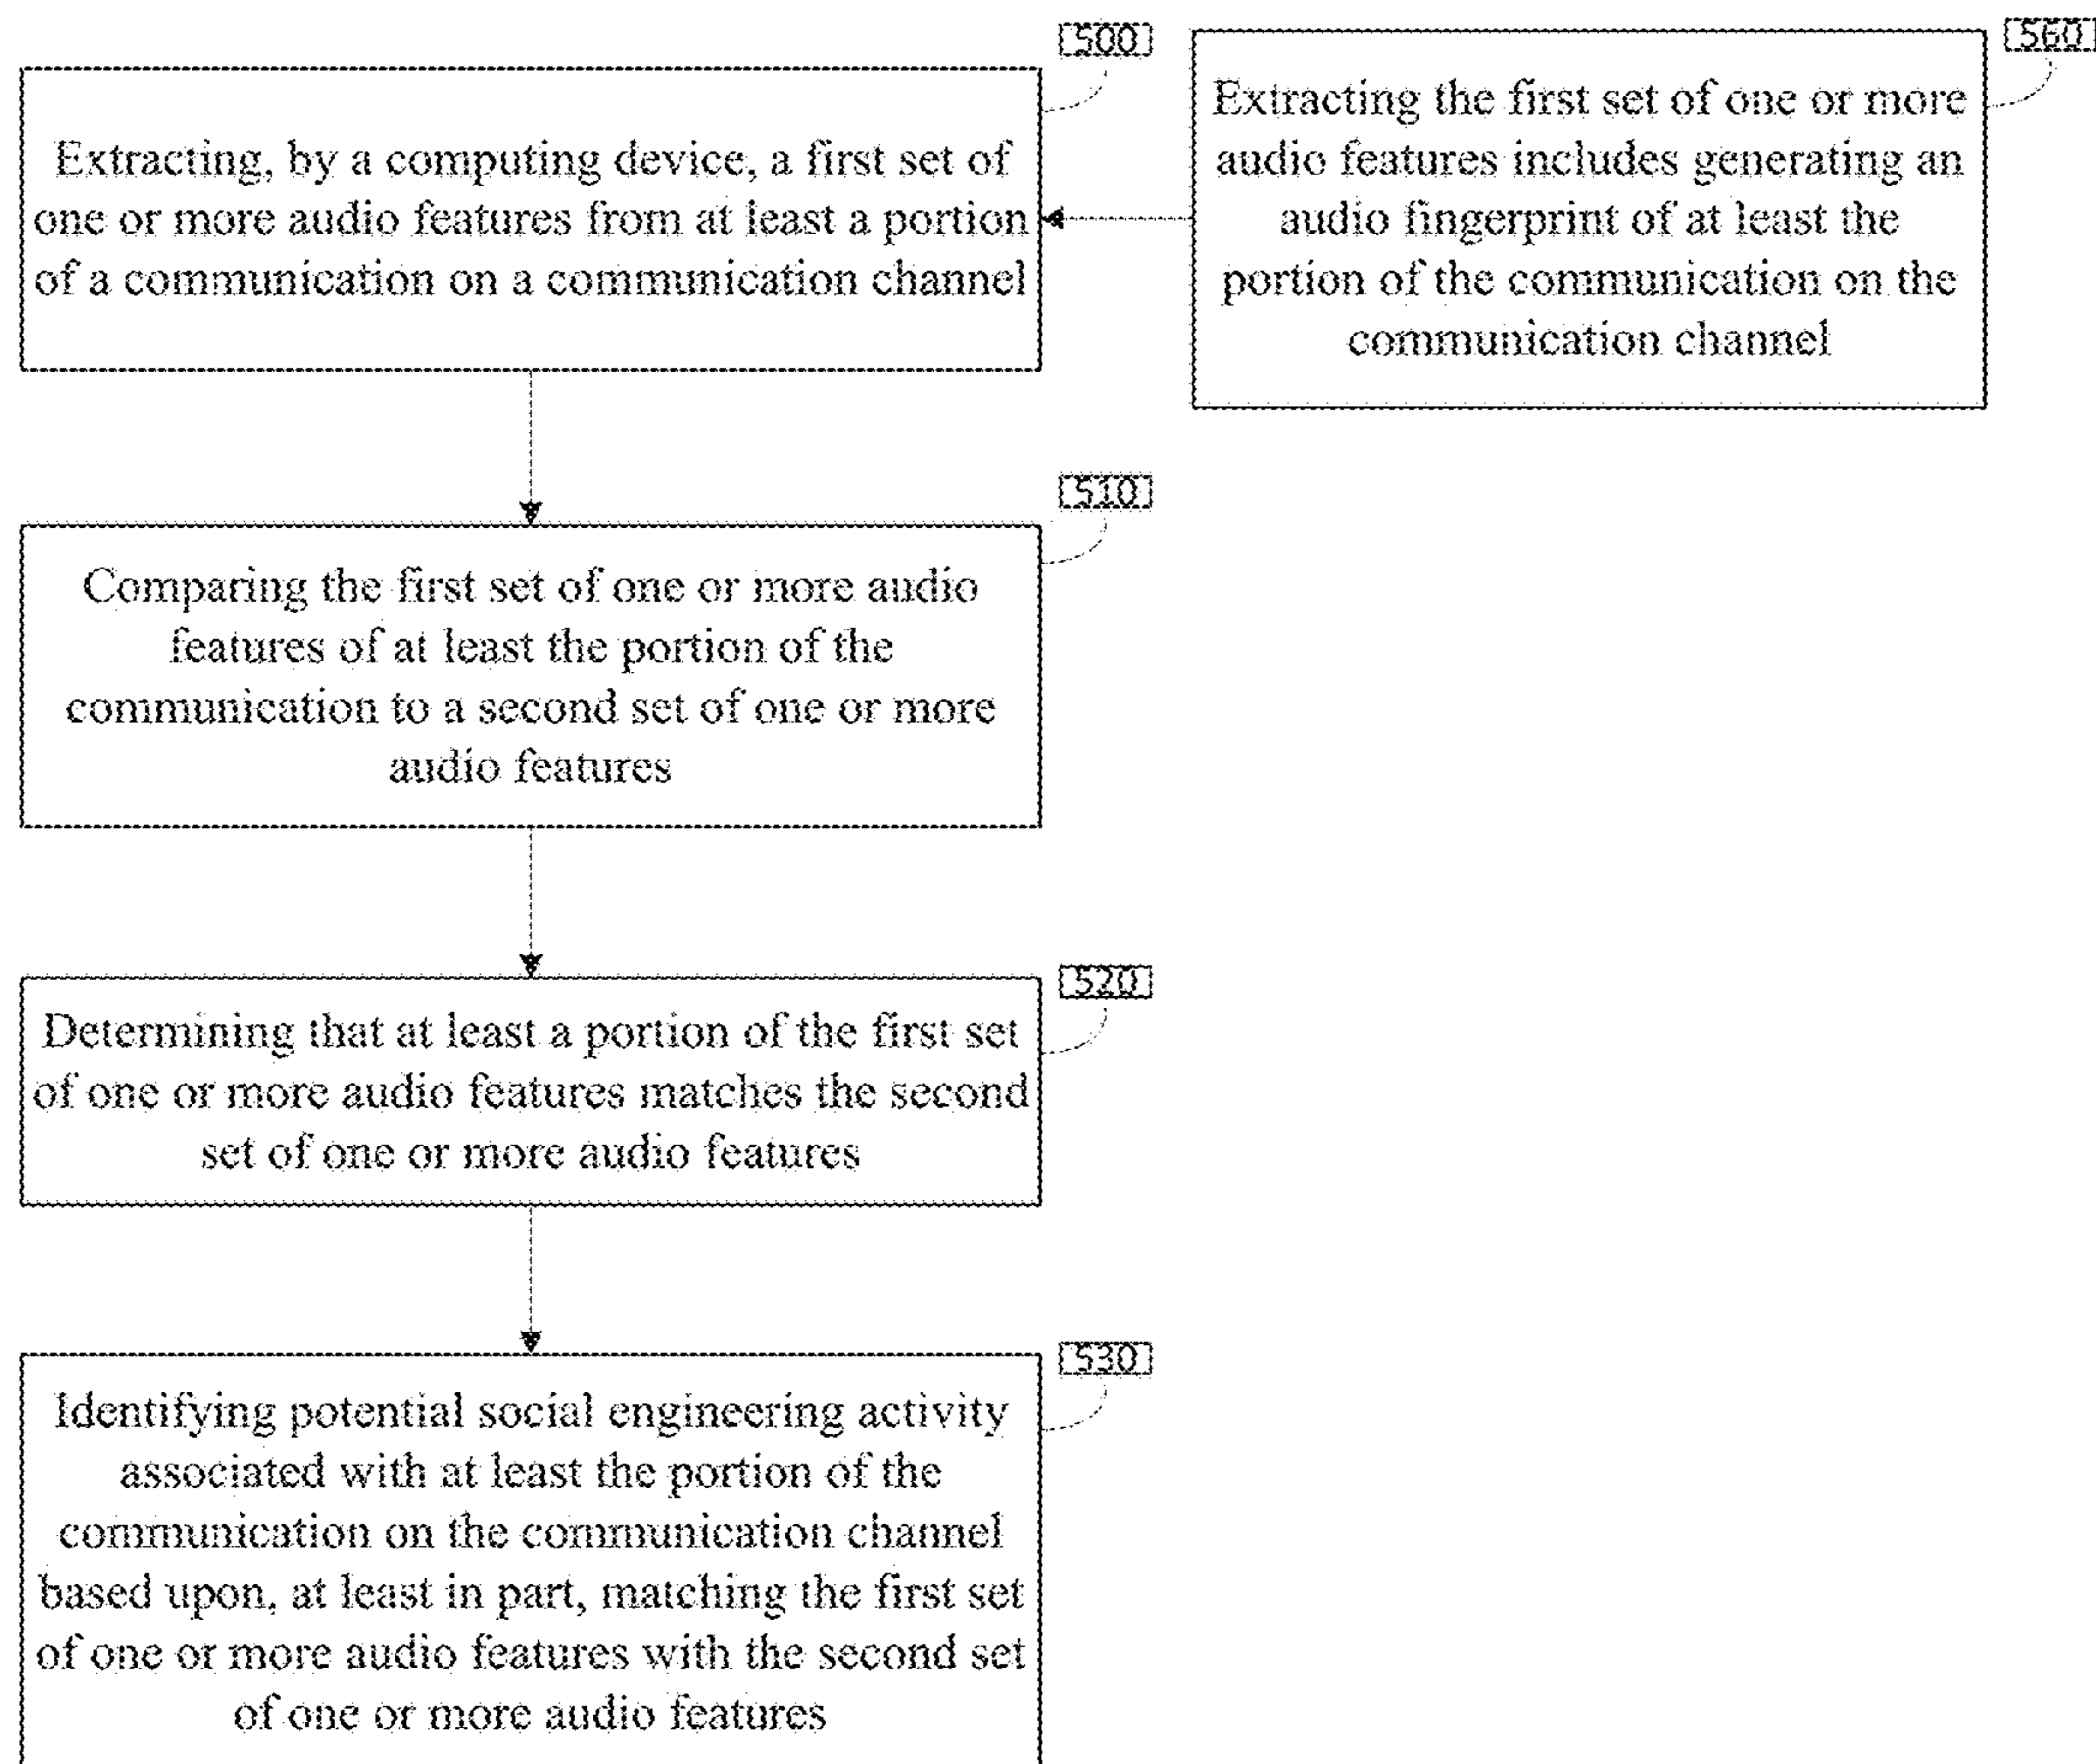 500
Extracting, by a computing device, a first set of
one or more audio features from at least a portion
of a communication on a communication channel
560
Extracting the first set of one or more
audio features includes generating an
audio fingerprint of at least the
portion of the communication on the
communication channel
510
Comparing the first set of one or more audio
features of at least the portion of the
communication to a second set of one or more
audio features
520
Determining that at least a portion of the first set
of one or more audio features matches the second
set of one or more audio features
530
Identifying potential social engineering activity
associated with at least the portion of the
communication on the communication channel
based upon, at least in part, matching the first set
of one or more audio features with the second set
of one or more audio features